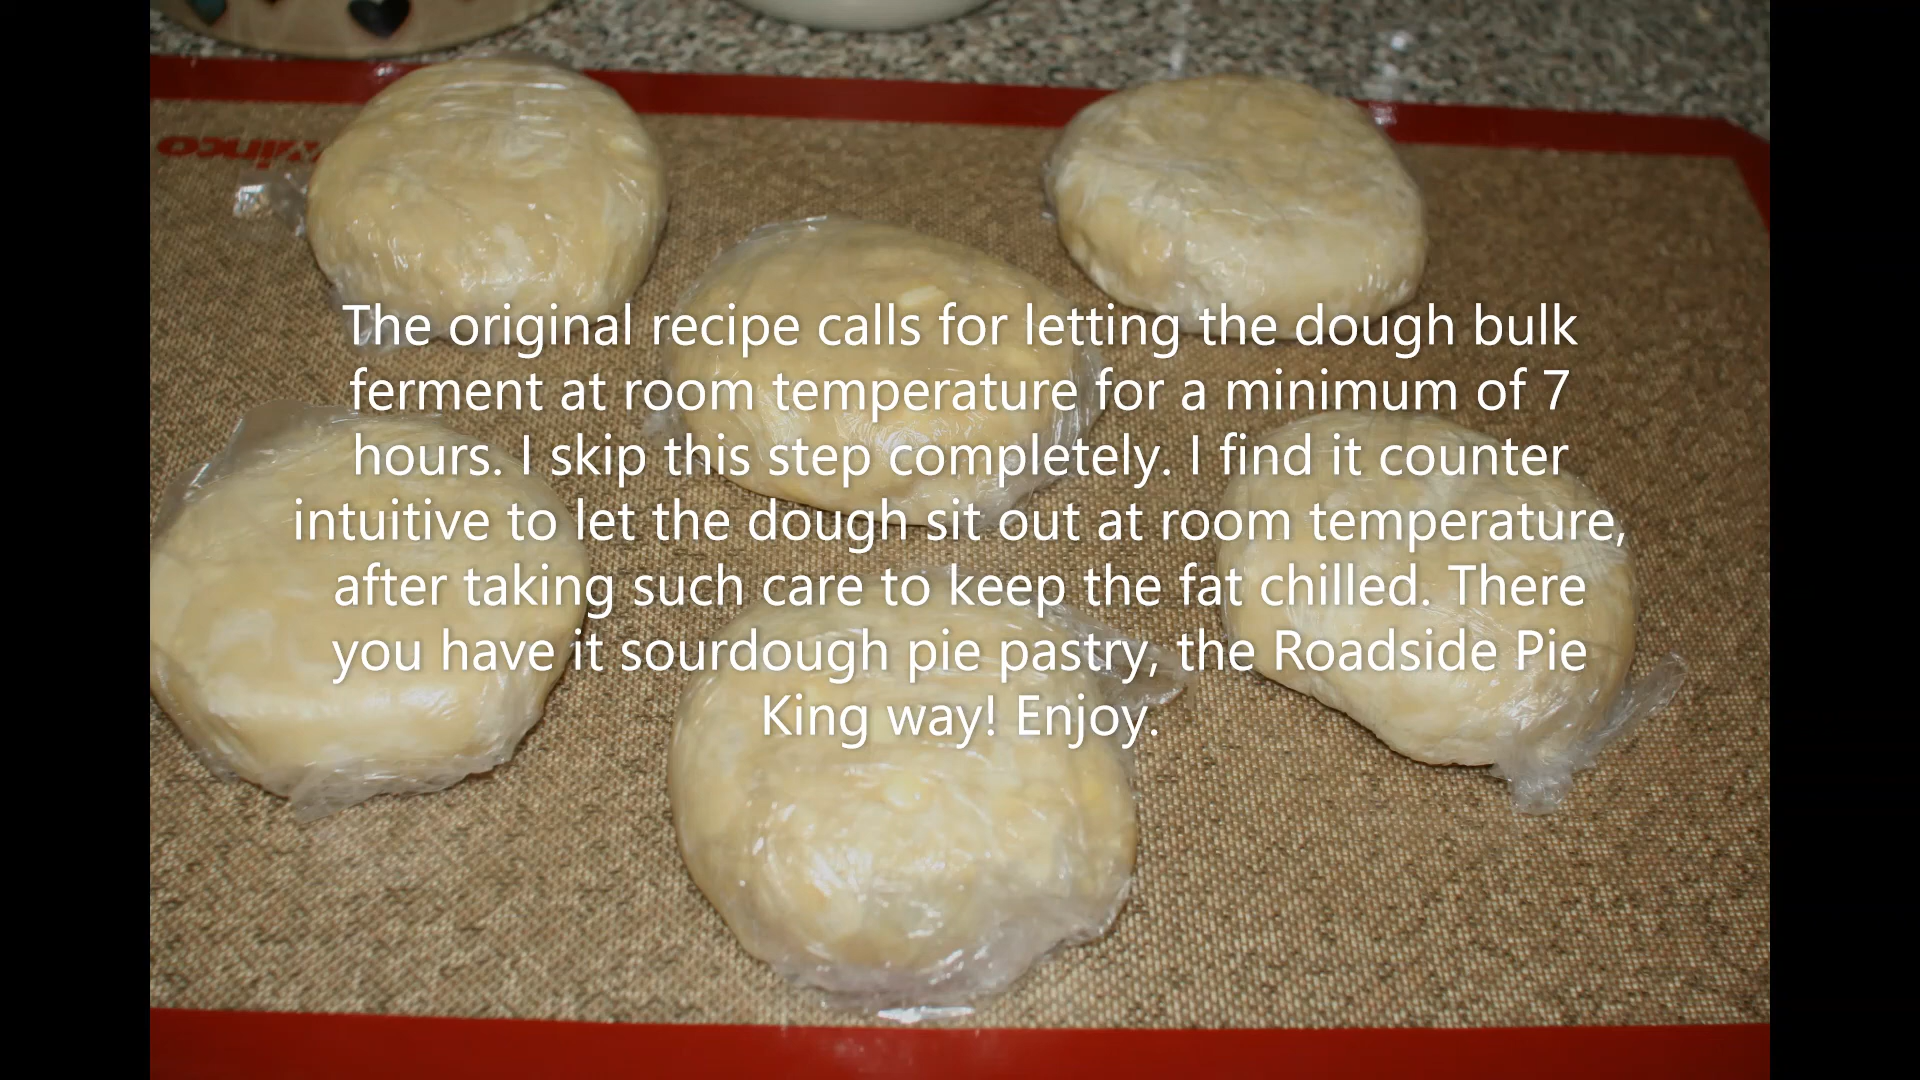 Winco
The original recipe calls for letting the dough bulk
ferment at room temperature for a minimum of 7
hours. I skip this step completely. I find it counter
intuitive to let the dough sit out at room temperature,
after taking such care to keep the fat chilled. There
you have it sourdough pie pastry, the Roadside Pie
King way! Enjoy.